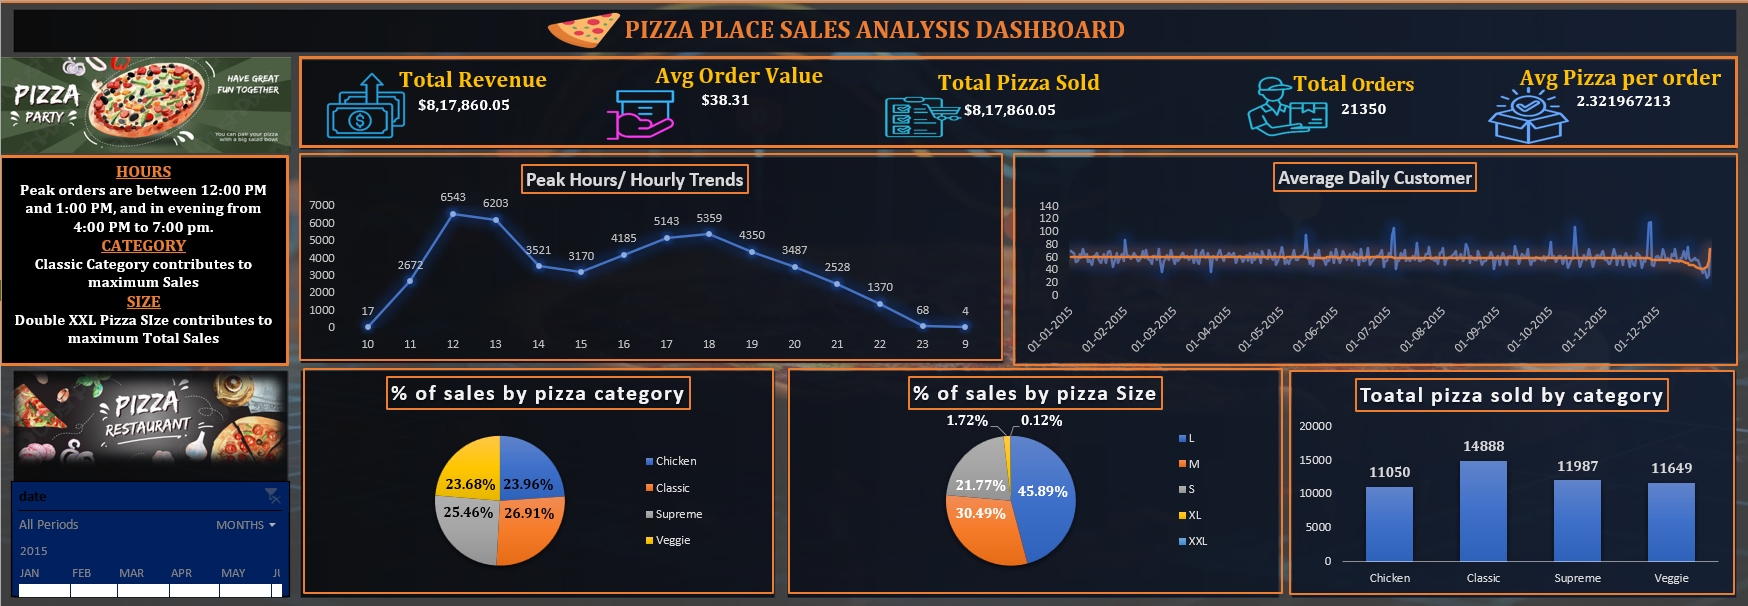 PIZZA PLACE SALES ANALYSIS DASHBOARD
PIZZA
PARTY
HAVE GREAT
FUN TOGETHER
You can pair your pizza
with a big salad bowl
Total Revenue
$8,17,860.05
Avg Order Value
$38.31
Total Pizza Sold
$8,17,860.05
Total Orders
21350
Avg Pizza per order
2.321967213
HOURS
Peak orders are between 12:00 PM
and 1:00 PM, and in evening from
4:00 PM to 7:00 pm.
CATEGORY
Classic Category contributes to
maximum Sales
SIZE
Double XXL Pizza SIze contributes to
maximum Total Sales
Peak Hours/ Hourly Trends
7000
6000
5000
4000
3000
2000
1000
0
17
2672
6543
6203
3521
3170
4185
5143
5359
4350
3487
2528
1370
68
4
10 11 12 13 14 15 16 17 18 19 20 21 22 23 9
Average Daily Customer
140
120
100
80
60
40
20
0
01-01-2015
01-02-2015
01-03-2015
01-04-2015
01-05-2015
01-06-2015
01-07-2015
01-08-2015
01-09-2015
01-10-2015
01-11-2015
01-12-2015
PIZZA
RESTAURANT
date
All Periods
MONTHS
2015
JAN FEB MAR APR MAY
% of sales by pizza category
23.68%
23.96%
25.46%
26.91%
Chicken
Classic
Supreme
Veggie
% of sales by pizza Size
1.72%
0.12%
21.77%
45.89%
30.49%
L
M
S
XL
XXL
Toatal pizza sold by category
20000
15000
10000
5000
0
11050
14888
11987
11649
Chicken
Classic
Supreme
Veggie